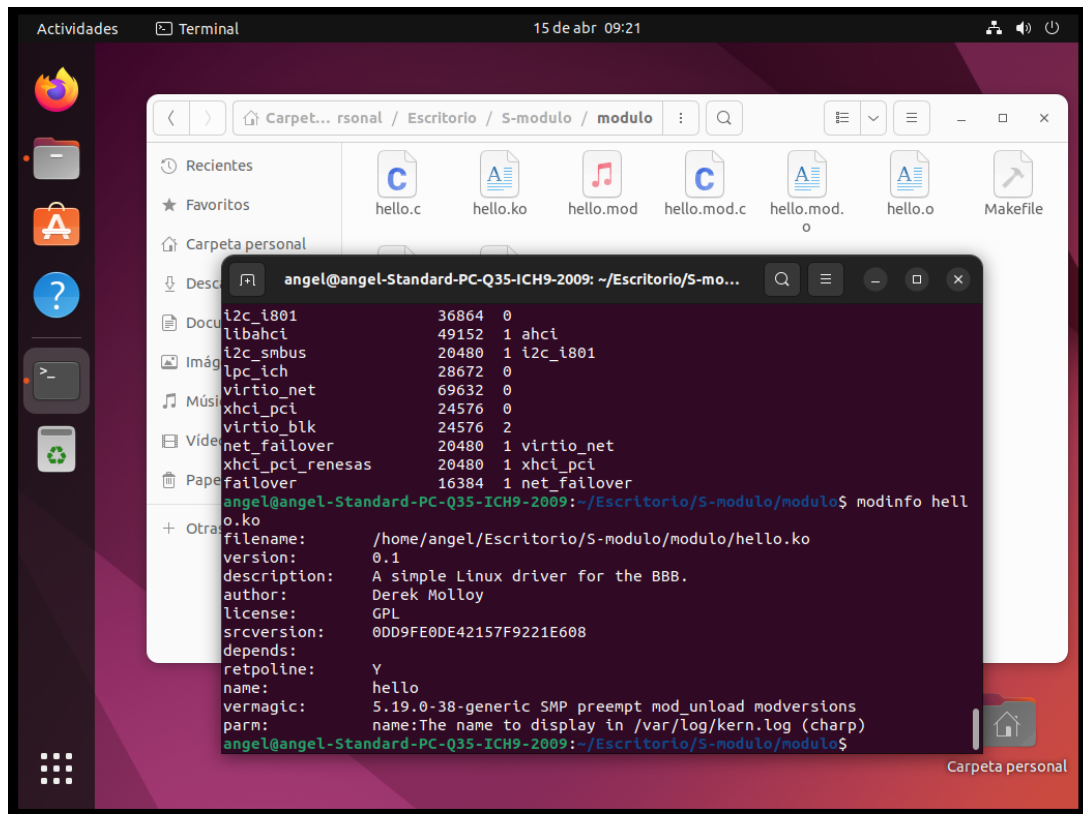 Actividades
Terminal
15 de abr 09:21
Carpet... rsonal / Escritorio / S-modulo / modulo
Recientes
Favoritos
Carpeta personal
Desc
Docu
Imág
Músi
Víde
Pape
+ Otras
hello.c
hello.ko
hello.mod
hello.mod.c
hello.mod.
o
hello.o
Makefile
angel@angel-Standard-PC-Q35-ICH9-2009: ~/Escritorio/S-mo...
i2c_i801 36864 0
libahci 49152 1 ahci
i2c_smbus 20480 1 i2c_i801
lpc_ich 28672 0
virtio_net 69632 0
xhci_pci 24576 0
virtio_blk 24576 2
net_failover 20480 1 virtio_net
xhci_pci_renesas 20480 1 xhci_pci
failover 16384 1 net_failover
angel@angel-Standard-PC-Q35-ICH9-2009:~/Escritorio/S-modulo/modulo$ modinfo hell
o.ko
filename: /home/angel/Escritorio/S-modulo/modulo/hello.ko
version: 0.1
description: A simple Linux driver for the BBB.
author: Derek Molloy
license: GPL
srcversion: 0DD9FE0DE42157F9221E608
depends:
retpoline: Y
name: hello
vermagic: 5.19.0-38-generic SMP preempt mod_unload modversions
parm: name:The name to display in /var/log/kern.log (charp)
angel@angel-Standard-PC-Q35-ICH9-2009:~/Escritorio/S-modulo/modulo$
Carpeta personal